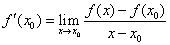 f′(x₀) = lim_{x→x₀} (f(x) − f(x₀)) / (x − x₀)